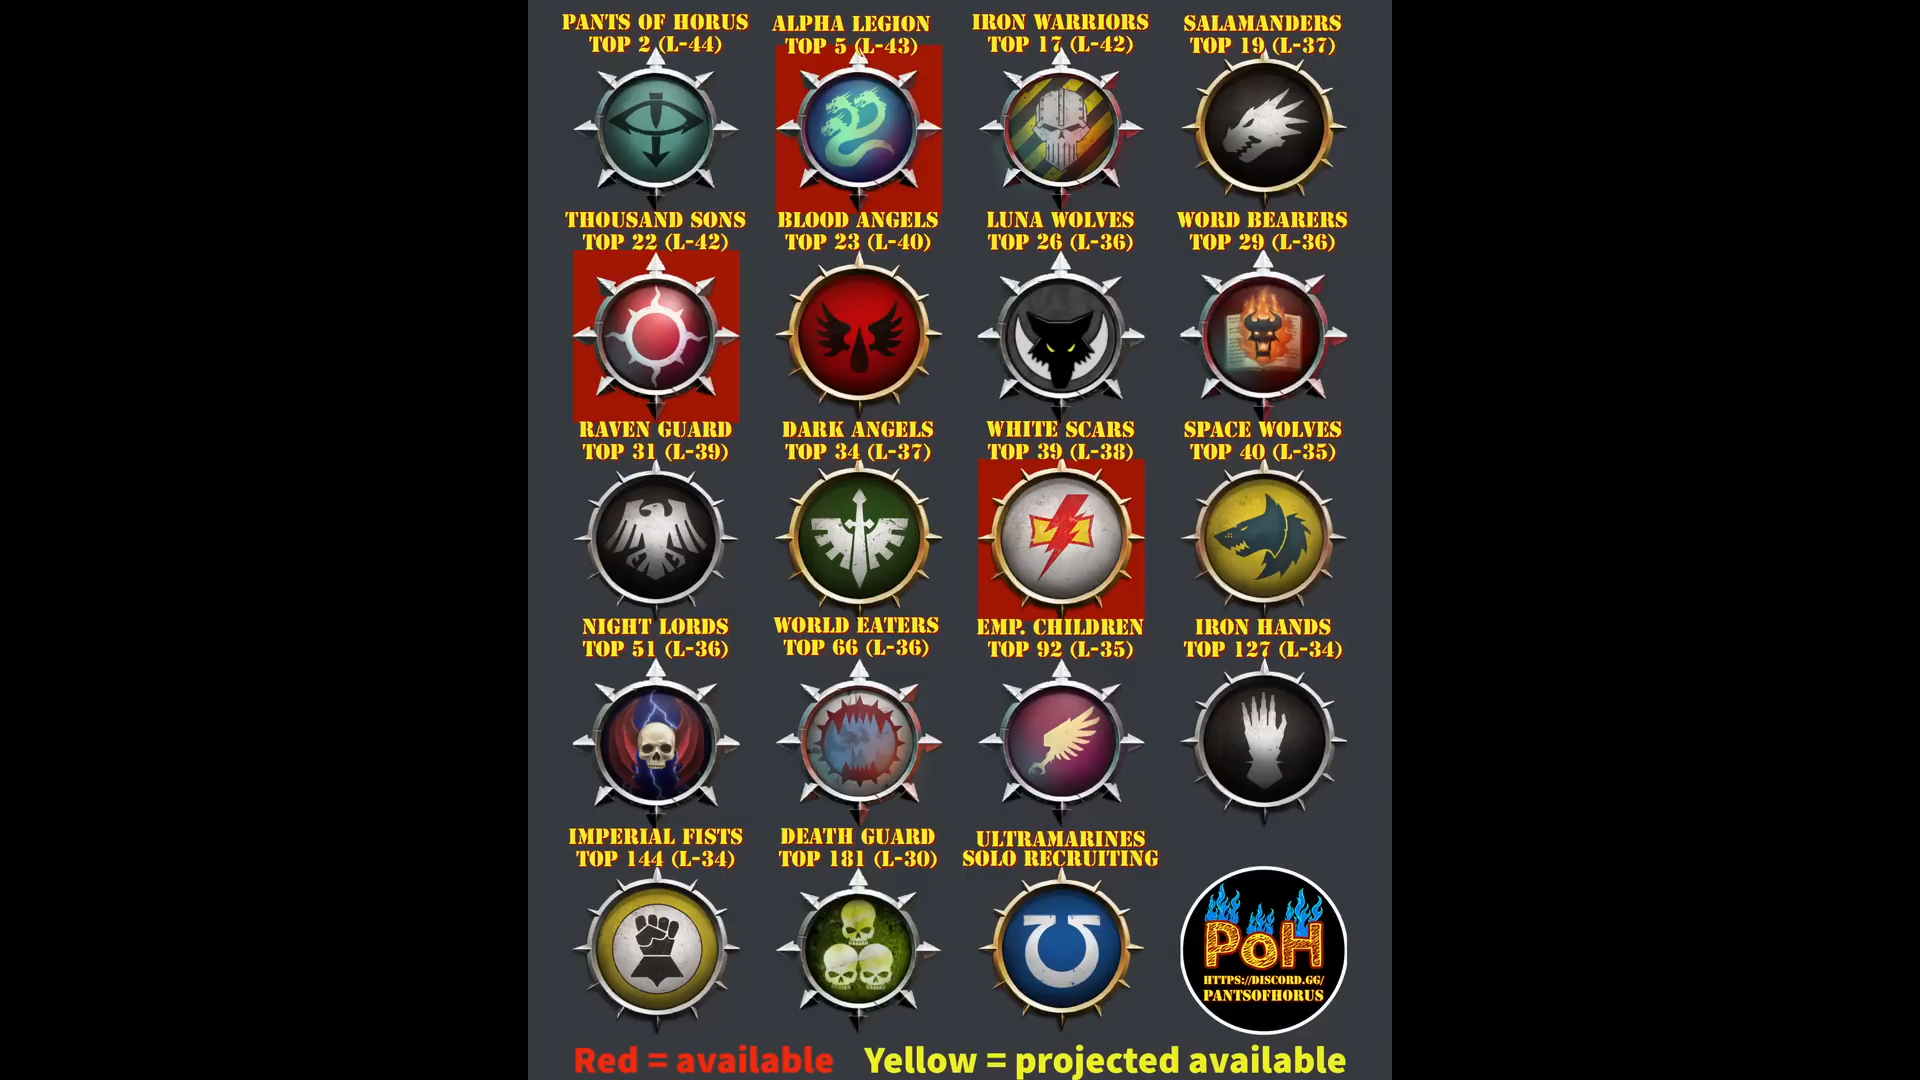 PANTS OF HORUS
TOP 2 (L-44)
ALPHA LEGION
TOP 5 (L-43)
IRON WARRIORS
TOP 17 (L-42)
SALAMANDERS
TOP 19 (L-37)
THOUSAND SONS
TOP 22 (L-42)
BLOOD ANGELS
TOP 23 (L-40)
LUNA WOLVES
TOP 26 (L-36)
WORD BEARERS
TOP 29 (L-36)
RAVEN GUARD
TOP 31 (L-39)
DARK ANGELS
TOP 34 (L-37)
WHITE SCARS
TOP 39 (L-38)
SPACE WOLVES
TOP 40 (L-35)
NIGHT LORDS
TOP 51 (L-36)
WORLD EATERS
TOP 66 (L-36)
EMP. CHILDREN
TOP 92 (L-35)
IRON HANDS
TOP 127 (L-34)
IMPERIAL FISTS
TOP 144 (L-34)
DEATH GUARD
TOP 181 (L-30)
ULTRAMARINES
SOLO RECRUITING
PoH
HTTPS://DISCORD.GG/
PANTSOFHORUS
Red = available
Yellow = projected available